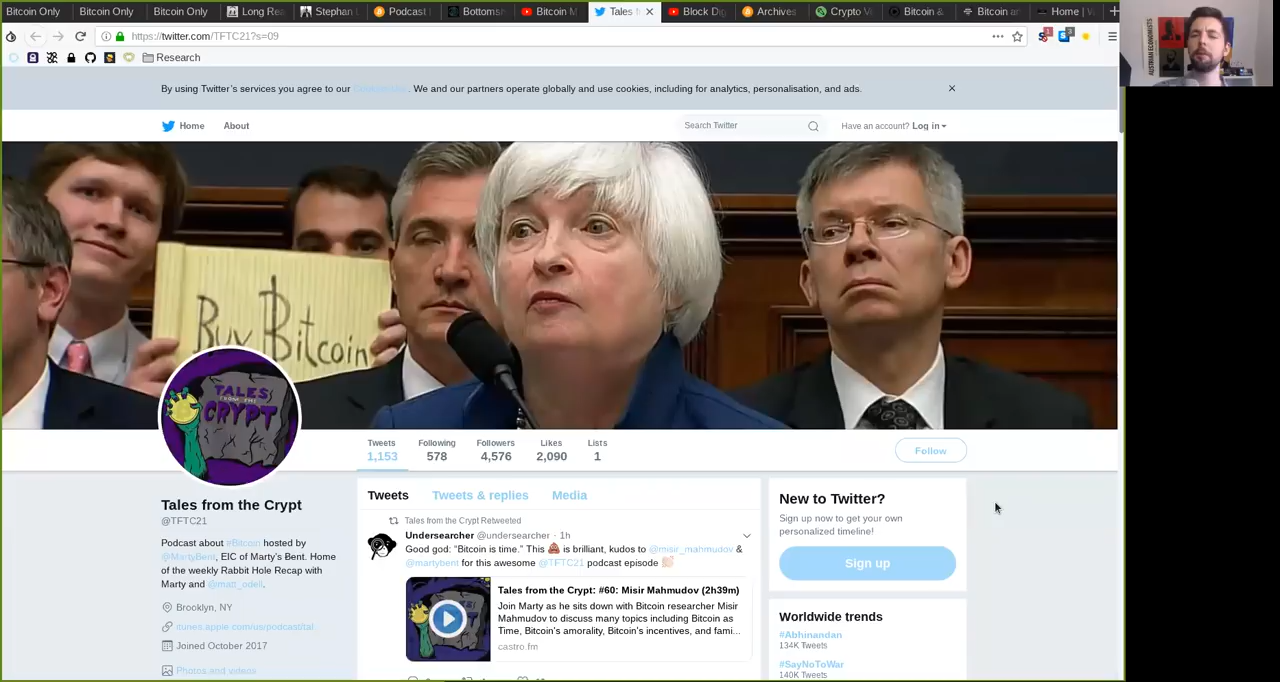 Bitcoin Only
Bitcoin Only
Bitcoin Only
Long Rea
Stephan L
Podcast
Bottomsh
Bitcoin M
Tales f
Block Dig
Archives
Crypto V
Bitcoin &
Bitcoin ar
Home | V
https://twitter.com/TFTC21?s=09
Research
By using Twitter's services you agree to our Cookies Use. We and our partners operate globally and use cookies, including for analytics, personalisation, and ads.
Home
About
Search Twitter
Have an account? Log in
AUSTRIAN ECONOMISTS
Buy Bitcoin
TALES
FROM THE
CRYPT
Tweets
1,153
Following
578
Followers
4,576
Likes
2,090
Lists
1
Follow
Tales from the Crypt
@TFTC21
Podcast about #Bitcoin hosted by
@MartyBent, EIC of Marty's Bent. Home
of the weekly Rabbit Hole Recap with
Marty and @matt_odell.
Brooklyn, NY
itunes.apple.com/us/podcast/tal
Joined October 2017
Photos and videos
Tweets
Tweets & replies
Media
Tales from the Crypt Retweeted
Undersearcher @undersearcher · 1h
Good god: "Bitcoin is time." This 💩 is brilliant, kudos to @misir_mahmudov &
@martybent for this awesome @TFTC21 podcast episode 👏🏻
Tales from the Crypt: #60: Misir Mahmudov (2h39m)
Join Marty as he sits down with Bitcoin researcher Misir
Mahmudov to discuss many topics including Bitcoin as
Time, Bitcoin's amorality, Bitcoin's incentives, and fami...
castro.fm
New to Twitter?
Sign up now to get your own
personalized timeline!
Sign up
Worldwide trends
#Abhinandan
134K Tweets
#SayNoToWar
140K Tweets